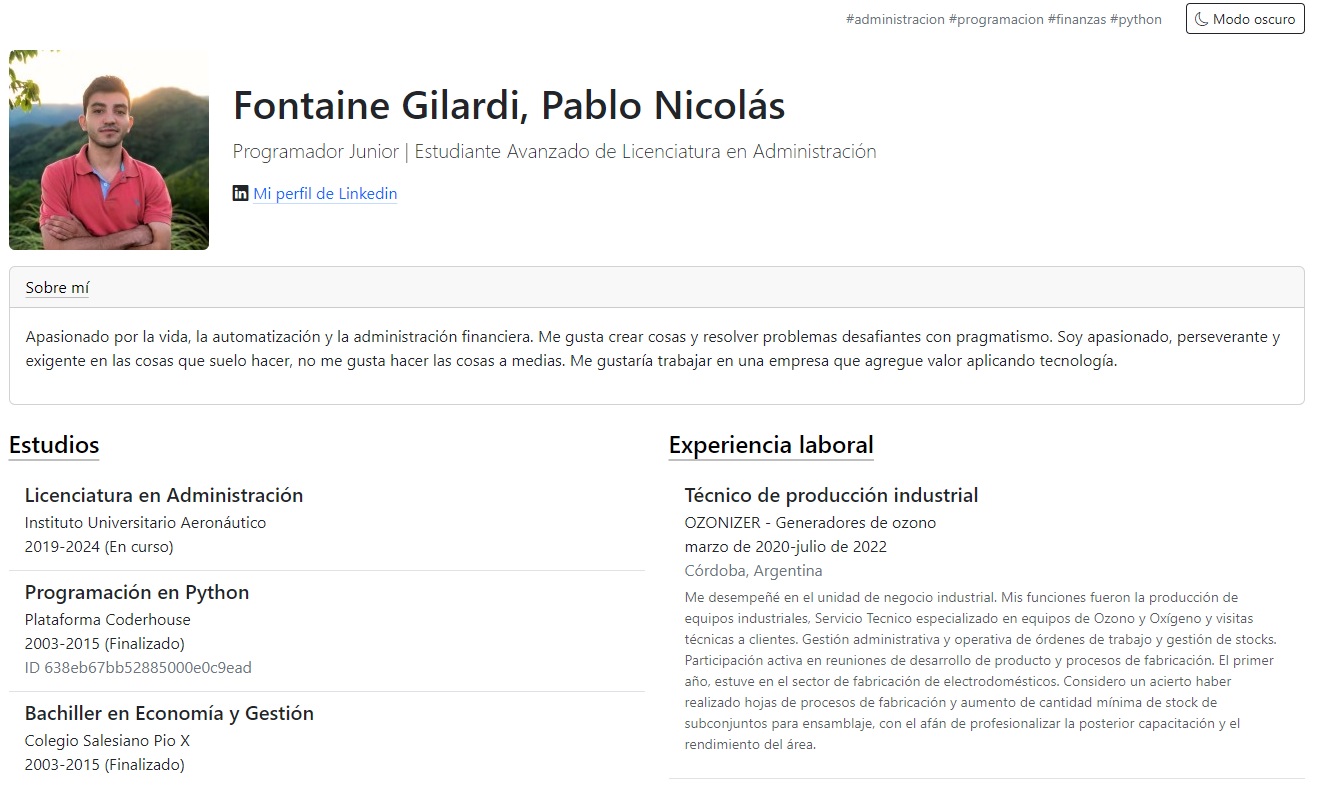 #administracion #programacion #finanzas #python
Modo oscuro
Fontaine Gilardi, Pablo Nicolás
Programador Junior | Estudiante Avanzado de Licenciatura en Administración
Mi perfil de Linkedin
Sobre mí
Apasionado por la vida, la automatización y la administración financiera. Me gusta crear cosas y resolver problemas desafiantes con pragmatismo. Soy apasionado, perseverante y
exigente en las cosas que suelo hacer, no me gusta hacer las cosas a medias. Me gustaría trabajar en una empresa que agregue valor aplicando tecnología.
Estudios
Licenciatura en Administración
Instituto Universitario Aeronáutico
2019-2024 (En curso)
Programación en Python
Plataforma Coderhouse
2003-2015 (Finalizado)
ID 638eb67bb52885000e0c9ead
Bachiller en Economía y Gestión
Colegio Salesiano Pio X
2003-2015 (Finalizado)
Experiencia laboral
Técnico de producción industrial
OZONIZER - Generadores de ozono
marzo de 2020-julio de 2022
Córdoba, Argentina
Me desempeñé en el unidad de negocio industrial. Mis funciones fueron la producción de
equipos industriales, Servicio Tecnico especializado en equipos de Ozono y Oxígeno y visitas
técnicas a clientes. Gestión administrativa y operativa de órdenes de trabajo y gestión de stocks.
Participación activa en reuniones de desarrollo de producto y procesos de fabricación. El primer
año, estuve en el sector de fabricación de electrodomésticos. Considero un acierto haber
realizado hojas de procesos de fabricación y aumento de cantidad mínima de stock de
subconjuntos para ensamblaje, con el afán de profesionalizar la posterior capacitación y el
rendimiento del área.